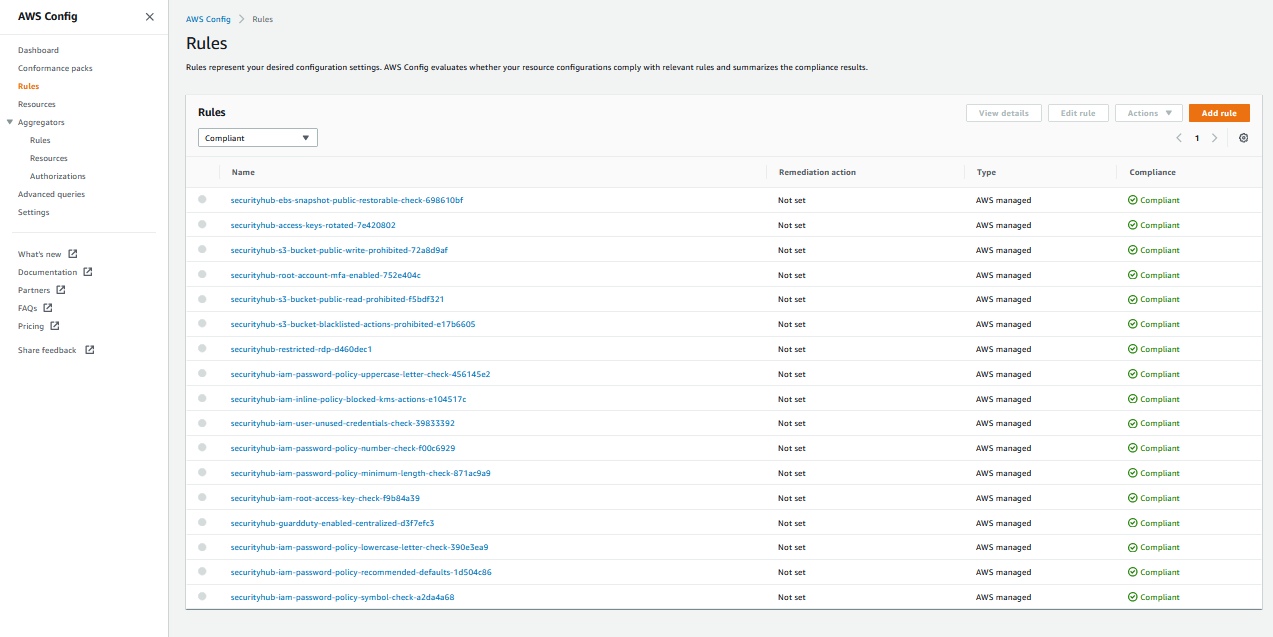 AWS Config
Dashboard
Conformance packs
Rules
Resources
Aggregators
Rules
Resources
Authorizations
Advanced queries
Settings
What's new
Documentation
Partners
FAQs
Pricing
Share feedback
AWS Config Rules
Rules
Rules represent your desired configuration settings. AWS Config evaluates whether your resource configurations comply with relevant rules and summarizes the compliance results.
Rules View details Edit rule Actions Add rule
Compliant 1
Name Remediation action Type Compliance
securityhub-ebs-snapshot-public-restorable-check-698610bf Not set AWS managed Compliant
securityhub-access-keys-rotated-7e420802 Not set AWS managed Compliant
securityhub-s3-bucket-public-write-prohibited-72a8d9af Not set AWS managed Compliant
securityhub-root-account-mfa-enabled-752e404c Not set AWS managed Compliant
securityhub-s3-bucket-public-read-prohibited-f5bdf321 Not set AWS managed Compliant
securityhub-s3-bucket-blacklisted-actions-prohibited-e17b6605 Not set AWS managed Compliant
securityhub-restricted-rdp-d460dec1 Not set AWS managed Compliant
securityhub-iam-password-policy-uppercase-letter-check-456145e2 Not set AWS managed Compliant
securityhub-iam-inline-policy-blocked-kms-actions-e104517c Not set AWS managed Compliant
securityhub-iam-user-unused-credentials-check-39833392 Not set AWS managed Compliant
securityhub-iam-password-policy-number-check-f00c6929 Not set AWS managed Compliant
securityhub-iam-password-policy-minimum-length-check-871ac9a9 Not set AWS managed Compliant
securityhub-iam-root-access-key-check-f9b84a39 Not set AWS managed Compliant
securityhub-guardduty-enabled-centralized-d3f7efc3 Not set AWS managed Compliant
securityhub-iam-password-policy-lowercase-letter-check-390e3ea9 Not set AWS managed Compliant
securityhub-iam-password-policy-recommended-defaults-1d504c86 Not set AWS managed Compliant
securityhub-iam-password-policy-symbol-check-a2da4a68 Not set AWS managed Compliant